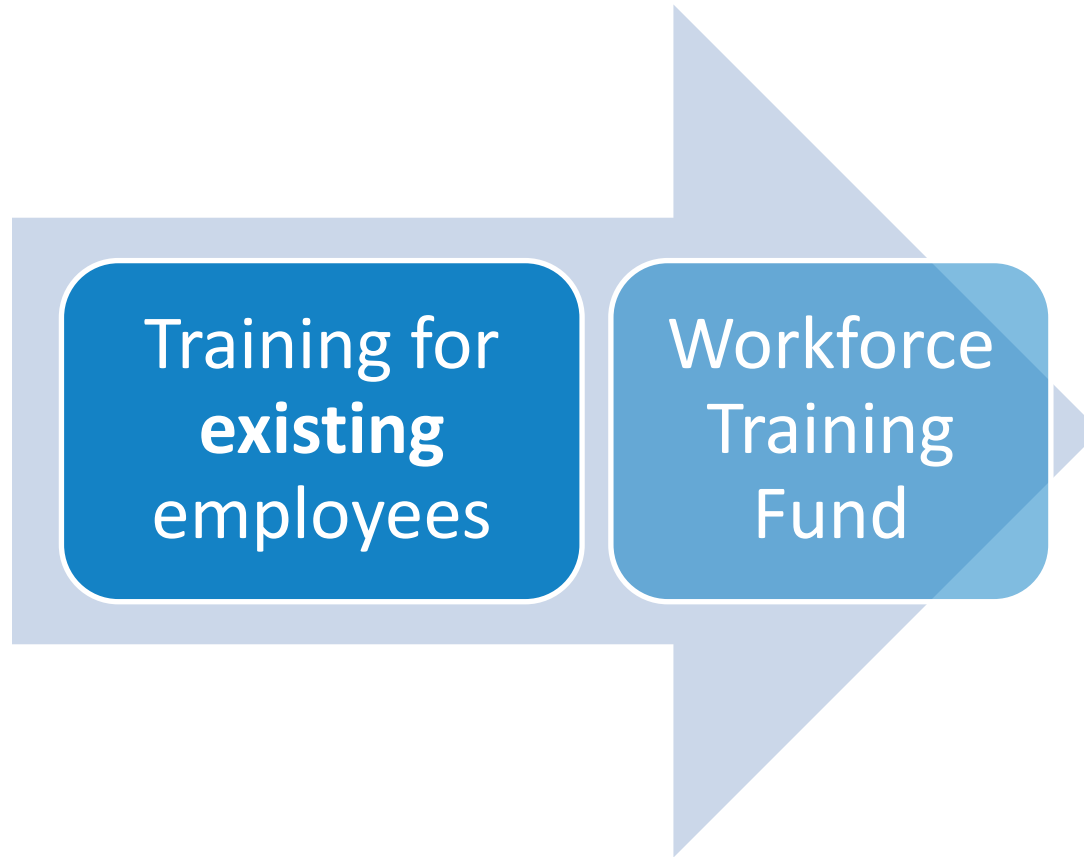 Training for
existing
employees
Workforce
Training
Fund